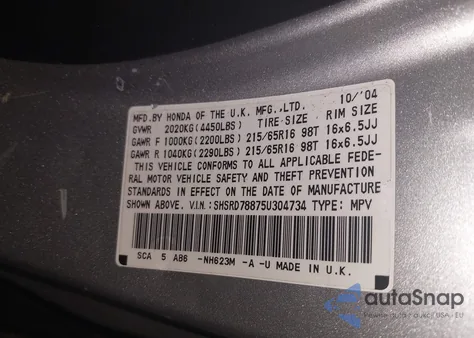 MFD.BY HONDA OF THE U.K. MFG.,LTD. 10/'04
GVWR 2020KG(4450LBS) TIRE-SIZE RIM SIZE
GAWR F 1000KG(2200LBS) 215/65R16 98T 16x6.5JJ
GAWR R 1040KG(2290LBS) 215/65R16 98T 16x6.5JJ
THIS VEHICLE CONFORMS TO ALL APPLICABLE FEDE-
RAL MOTOR VEHICLE SAFETY AND THEFT PREVENTION
STANDARDS IN EFFECT ON THE DATE OF MANUFACTURE
SHOWN ABOVE. V.I.N.:SHSRD78875U304734 TYPE: MPV
SCA 5 AB6 -NH623M -A -U MADE IN U.K.
autoSnap